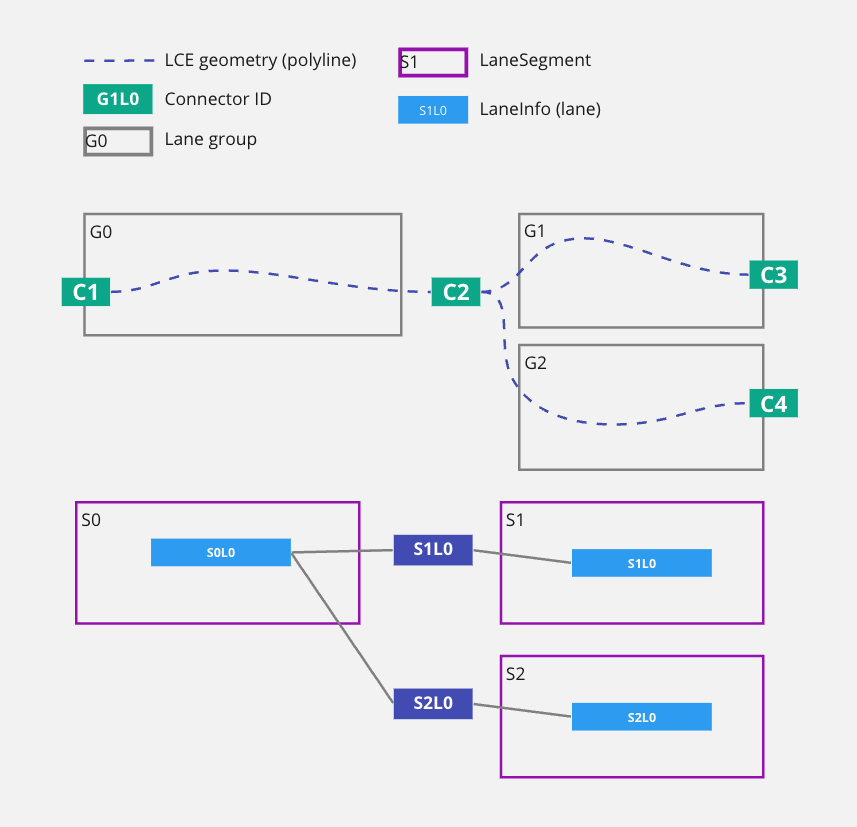 LCE geometry (polyline)
S1 LaneSegment
G1L0 Connector ID
S1L0 LaneInfo (lane)
G0 Lane group
G0
C1
C2
G1
C3
G2
C4
S0
S0L0
S1L0
S1
S1L0
S2L0
S2
S2L0